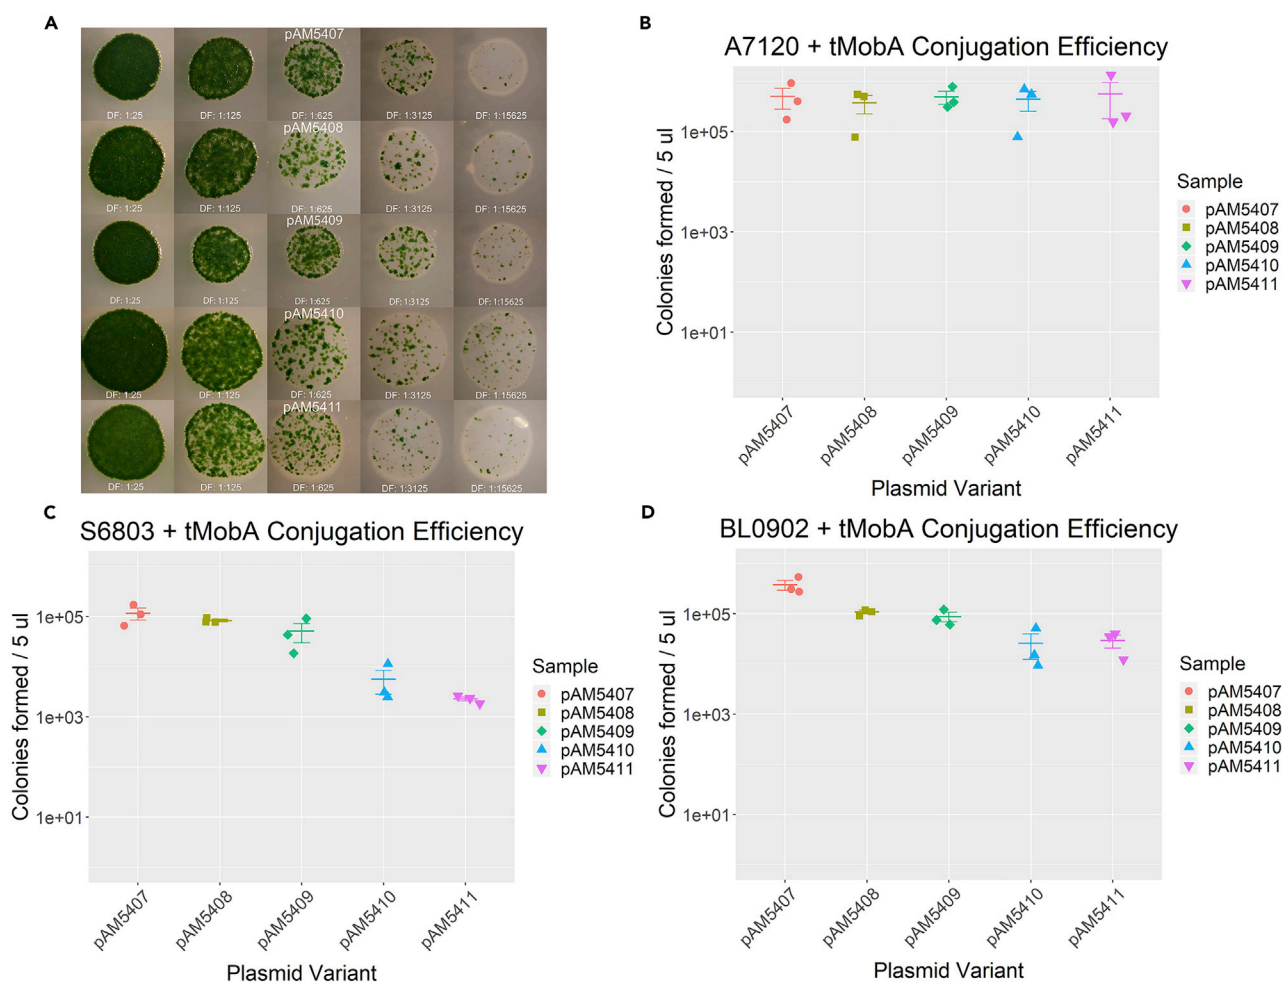 A
pAM5407
DF: 1:25 DF: 1:125 DF: 1:625 DF: 1:3125 DF: 1:15625
pAM5408
DF: 1:25 DF: 1:125 DF: 1:625 DF: 1:3125 DF: 1:15625
pAM5409
DF: 1:25 DF: 1:125 DF: 1:625 DF: 1:3125 DF: 1:15625
pAM5410
DF: 1:25 DF: 1:125 DF: 1:625 DF: 1:3125 DF: 1:15625
pAM5411
DF: 1:25 DF: 1:125 DF: 1:625 DF: 1:3125 DF: 1:15625
B
A7120 + tMobA Conjugation Efficiency
Colonies formed / 5 ul
1e+05
1e+03
1e+01
pAM5407 pAM5408 pAM5409 pAM5410 pAM5411
Plasmid Variant
Sample
pAM5407
pAM5408
pAM5409
pAM5410
pAM5411
C
S6803 + tMobA Conjugation Efficiency
Colonies formed / 5 ul
1e+05
1e+03
1e+01
pAM5407 pAM5408 pAM5409 pAM5410 pAM5411
Plasmid Variant
Sample
pAM5407
pAM5408
pAM5409
pAM5410
pAM5411
D
BL0902 + tMobA Conjugation Efficiency
Colonies formed / 5 ul
1e+05
1e+03
1e+01
pAM5407 pAM5408 pAM5409 pAM5410 pAM5411
Plasmid Variant
Sample
pAM5407
pAM5408
pAM5409
pAM5410
pAM5411